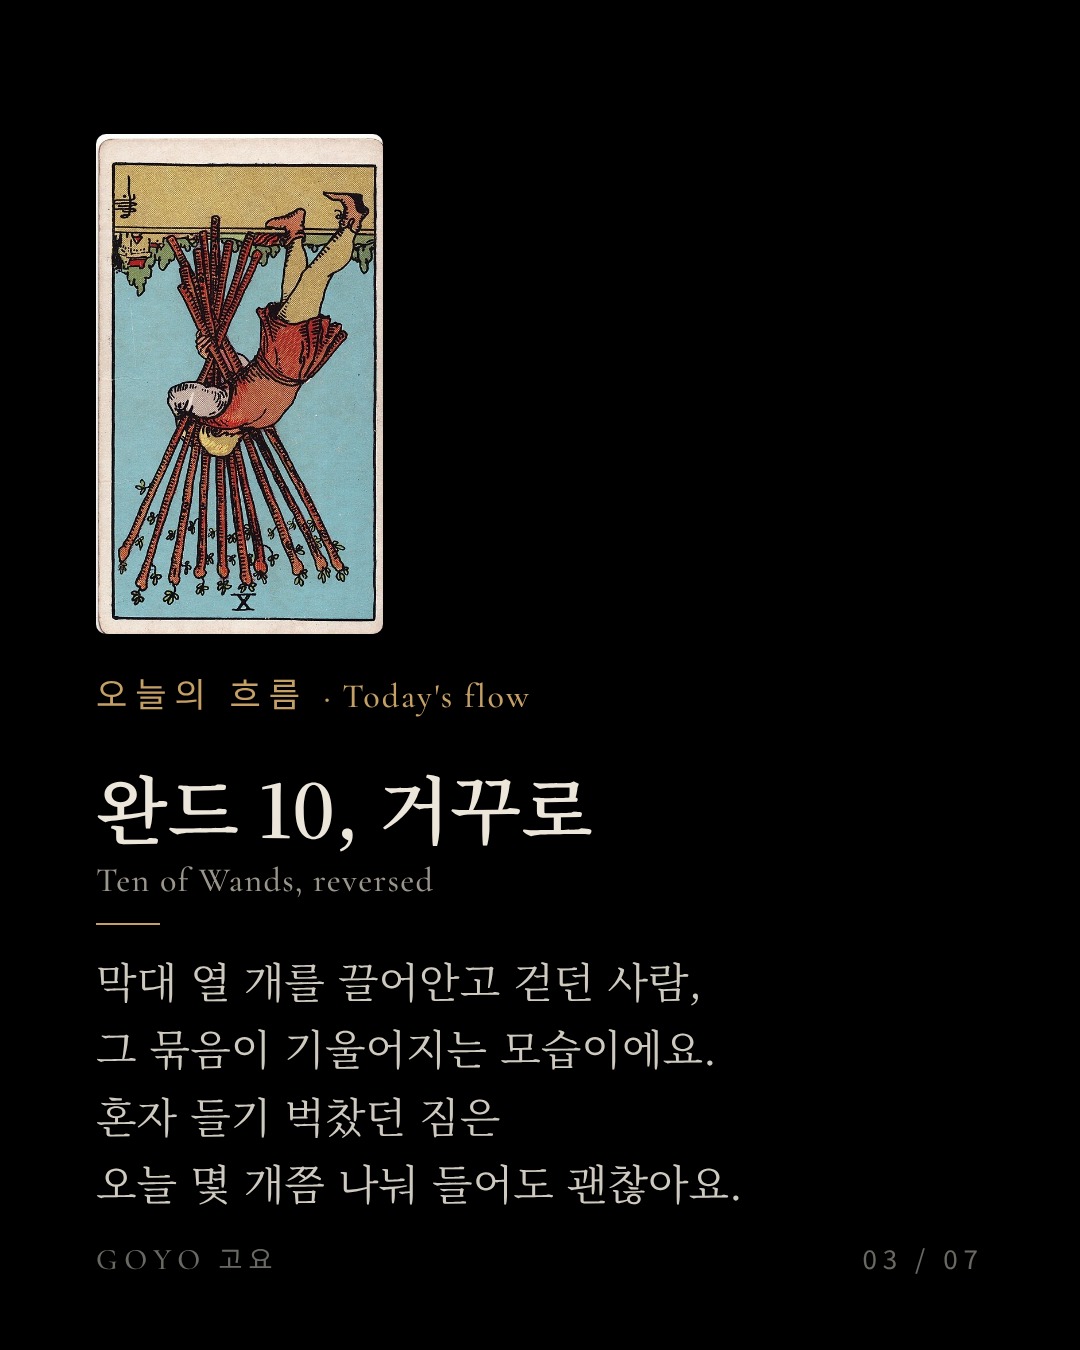 X
오늘의 흐름 · Today's flow
완드 10, 거꾸로
Ten of Wands, reversed
막대 열 개를 끌어안고 걷던 사람,
그 묶음이 기울어지는 모습이에요.
혼자 들기 벅찼던 짐은
오늘 몇 개쯤 나눠 들어도 괜찮아요.
GOYO 고요
03 / 07